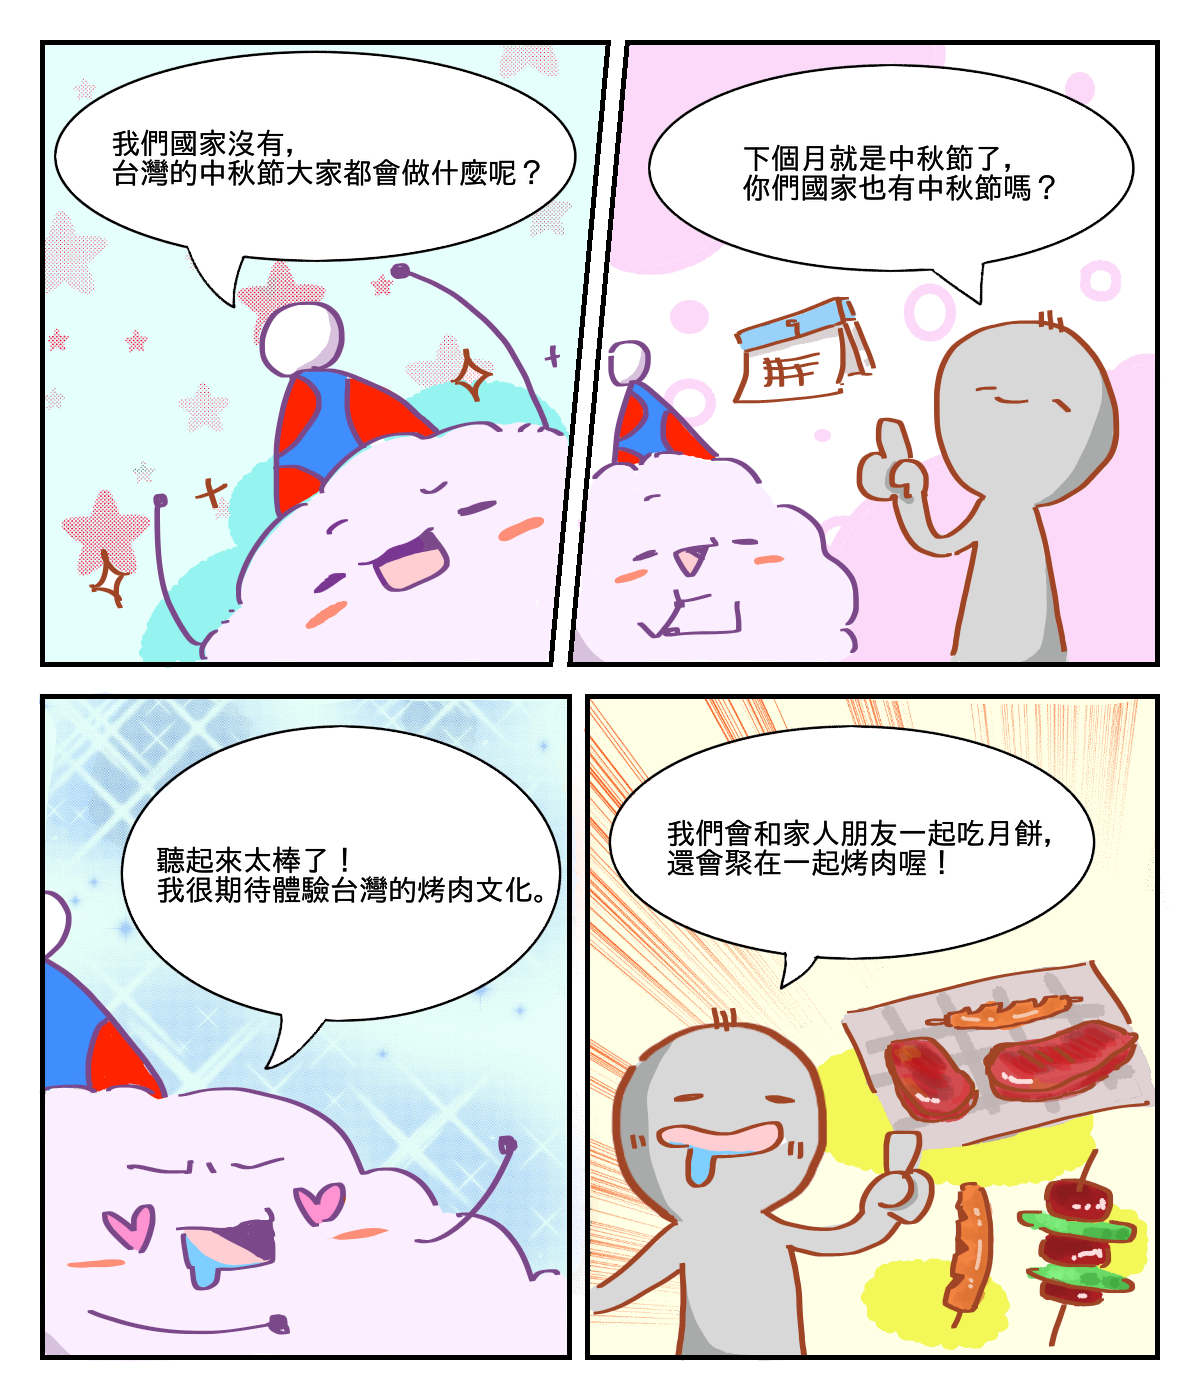 下個月就是中秋節了，
你們國家也有中秋節嗎？
我們國家沒有，
台灣的中秋節大家都會做什麼呢？
我們會和家人朋友一起吃月餅，
還會聚在一起烤肉喔！
聽起來太棒了！
我很期待體驗台灣的烤肉文化。